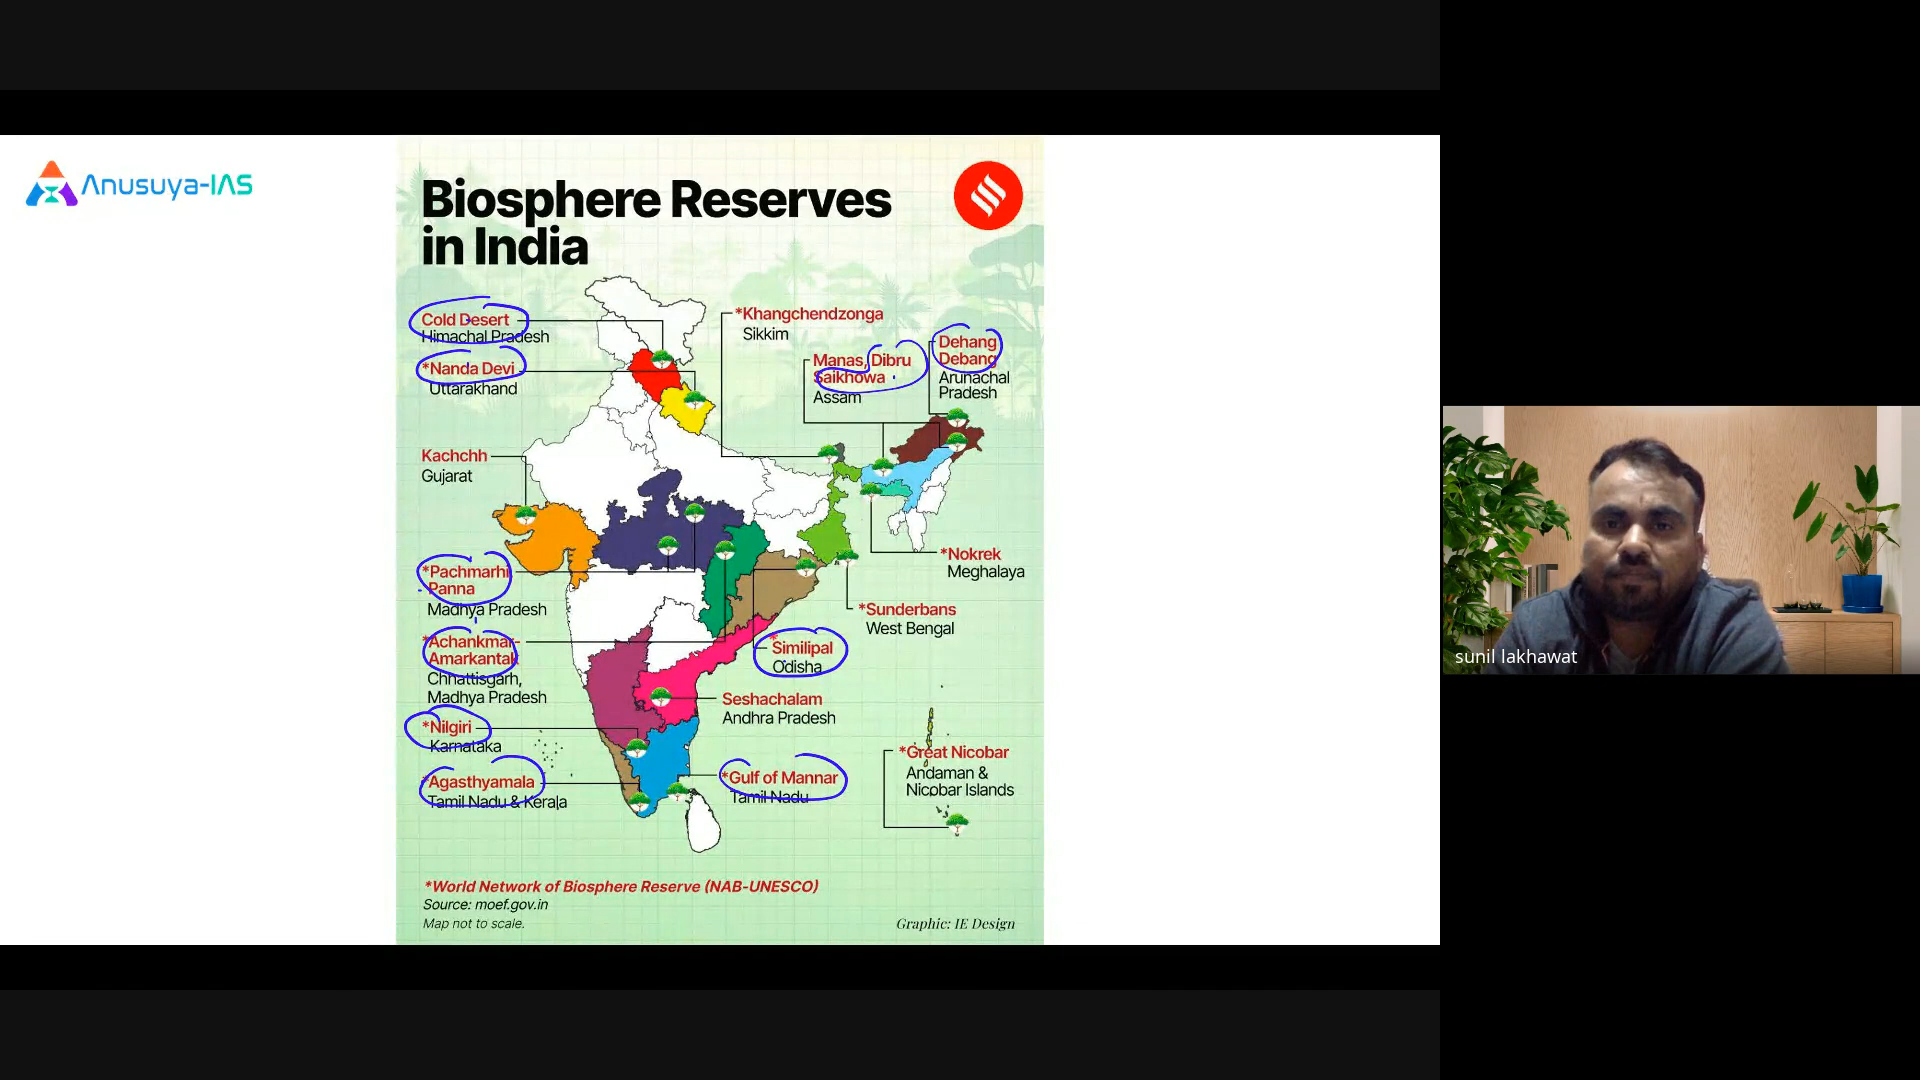 Anusuya-IAS
Biosphere Reserves
in India
Cold Desert
Himachal Pradesh
*Nanda Devi
Uttarakhand
*Khangchendzonga
Sikkim
Manas, Dibru
Saikhowa
Assam
Dehang
Debang
Arunachal
Pradesh
Kachchh
Gujarat
*Pachmarhi
Panna
Madhya Pradesh
*Nokrek
Meghalaya
*Sunderbans
West Bengal
*Achankmar-
Amarkantak
Chhattisgarh,
Madhya Pradesh
*Similipal
Odisha
Seshachalam
Andhra Pradesh
*Nilgiri
Karnataka
*Agasthyamala
Tamil Nadu & Kerala
*Gulf of Mannar
Tamil Nadu
*Great Nicobar
Andaman &
Nicobar Islands
*World Network of Biosphere Reserve (NAB-UNESCO)
Source: moef.gov.in
Map not to scale.
Graphic: IE Design
sunil lakhawat